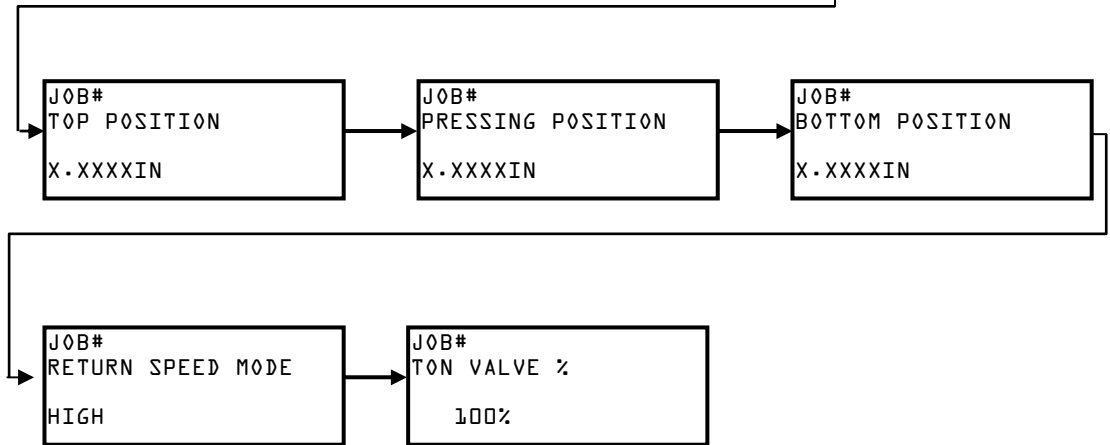 JOB#
TOP POSITION
X.XXXXIN
JOB#
PRESSING POSITION
X.XXXXIN
JOB#
BOTTOM POSITION
X.XXXXIN
JOB#
RETURN SPEED MODE
HIGH
JOB#
TON VALVE %
100%